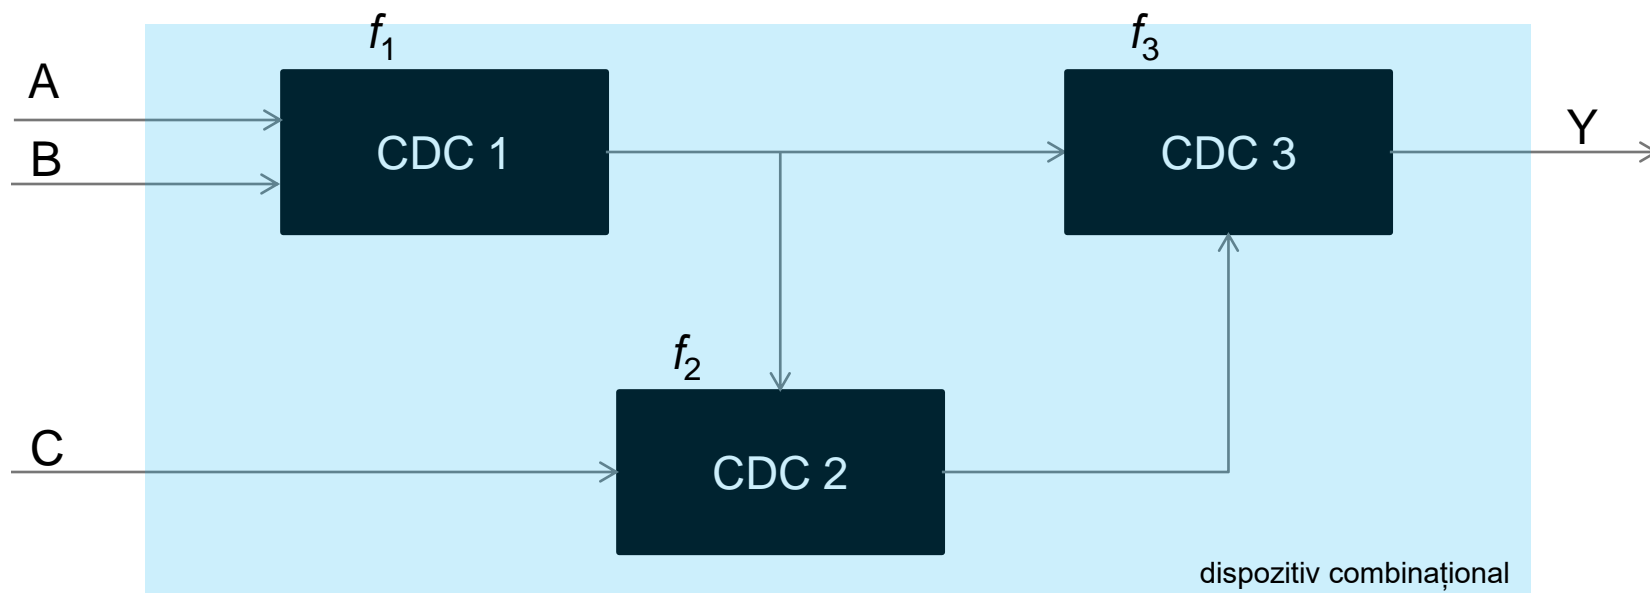 f1
f3
A
CDC 1
CDC 3
Y
B
f2
C
CDC 2
dispozitiv combinațional